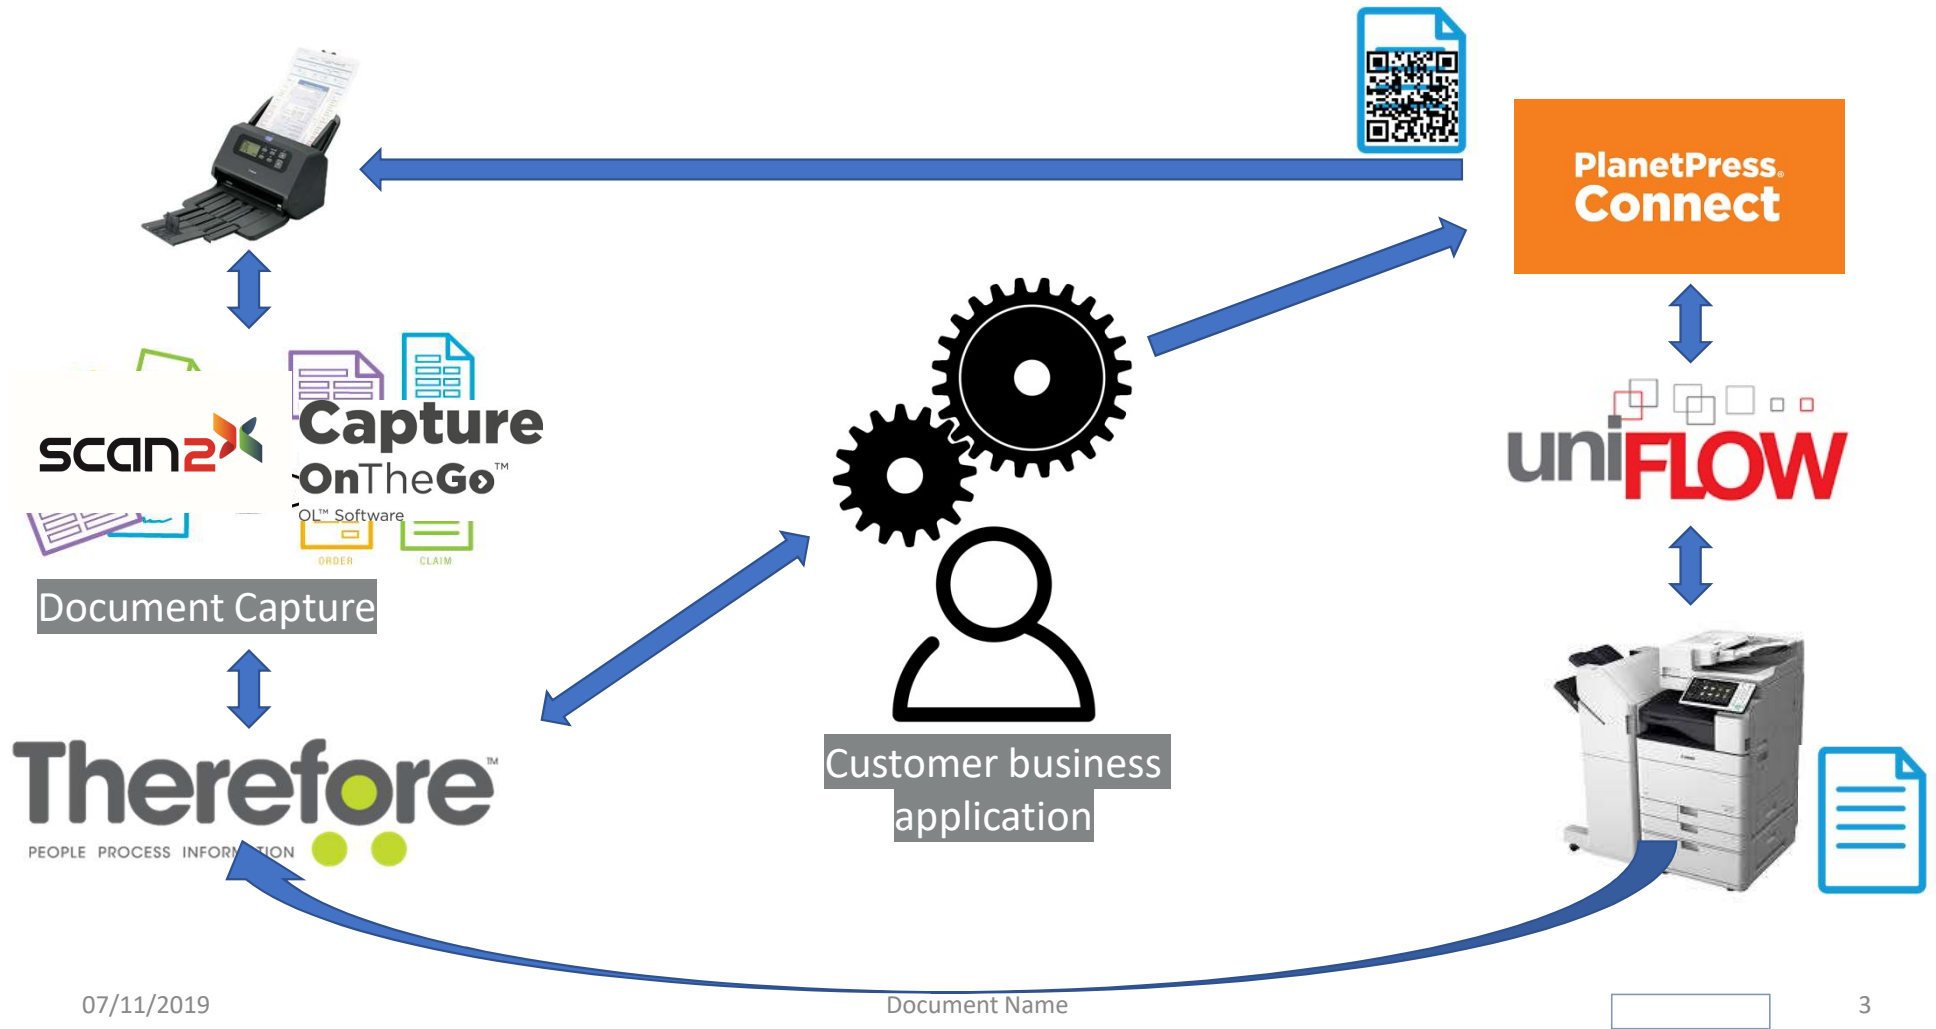 PlanetPress®
Connect
scan2x
Capture
OnTheGo™
OL™ Software
ORDER
CLAIM
uniFLOW
Document Capture
Therefore™
PEOPLE PROCESS INFORMATION
Customer business
application
07/11/2019
Document Name
3